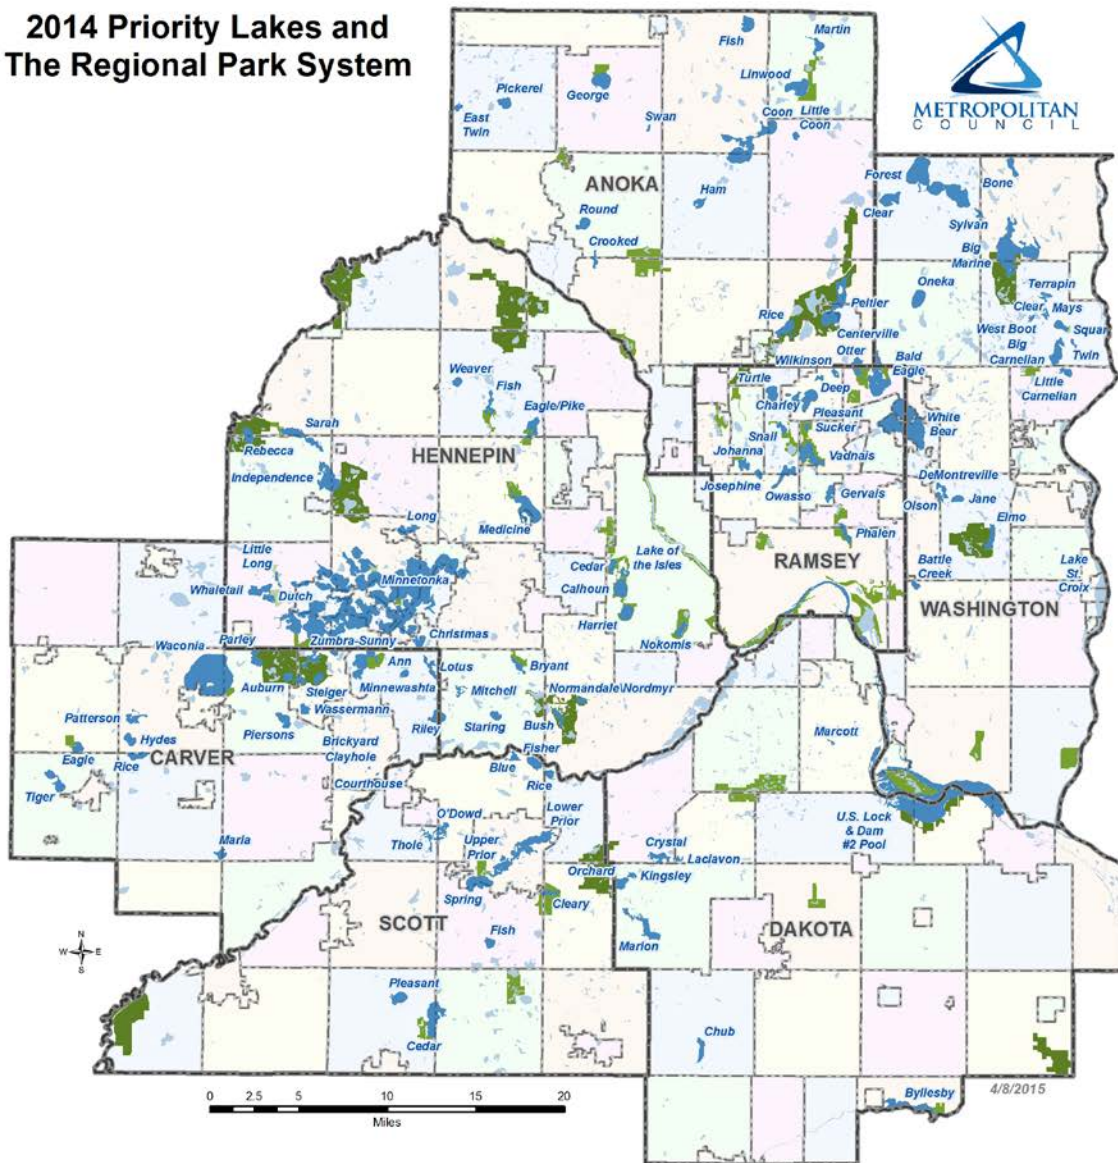 2014 Priority Lakes and
The Regional Park System
METROPOLITAN
COUNCIL
Fish
Martin
Linwood
Pickerel
George
East
Twin
Swan
Coon
Little
Coon
ANOKA
Ham
Round
Crooked
Forest
Bone
Clear
Sylvan
Big
Marine
Oneka
Terrapin
Clear
Mays
Squar
West Boot
Big
Carnelian
Twin
Little
Carnelian
Peltier
Rice
Centerville
Otter
Wilkinson
Bald
Eagle
Turtle
Deep
Charley
Pleasant
Sucker
White
Bear
Snail
Johanna
Vadnais
Josephine
Owasso
Gervais
DeMontreville
Jane
Olson
Elmo
Phalen
RAMSEY
Battle
Creek
Lake
St.
Croix
WASHINGTON
Weaver
Fish
Eagle/Pike
Sarah
Rebecca
HENNEPIN
Independence
Medicine
Long
Little
Long
Whaletail
Dutch
Minnetonka
Cedar
Lake of
the Isles
Calhoun
Harriet
Nokomis
Zumbra-Sunny
Christmas
Parley
Waconia
Ann
Lotus
Auburn
Steiger
Minnewashta
Wassermann
Bryant
Mitchell
Normandale\Nordmyr
Staring
Bush
Riley
Piersons
Patterson
Hydes
Brickyard
Clayhole
Fisher
Eagle
Rice
CARVER
Tiger
Courthouse
Blue
Rice
Maria
O'Dowd
Lower
Prior
Thole
Upper
Prior
Spring
Orchard
Cleary
SCOTT
Fish
Pleasant
Cedar
Marcott
U.S. Lock
& Dam
#2 Pool
Crystal
Laclavon
Kingsley
Marion
DAKOTA
Chub
Byllesby
4/8/2015
N
W
E
S
0
2.5
5
10
15
20
Miles